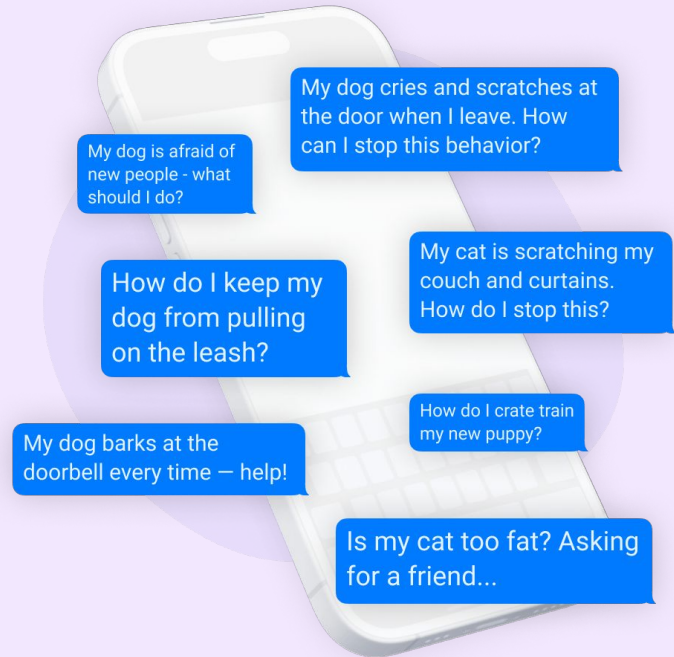 My dog cries and scratches at
the door when I leave. How
can I stop this behavior?
My dog is afraid of
new people - what
should I do?
My cat is scratching my
couch and curtains.
How do I stop this?
How do I keep my
dog from pulling
on the leash?
How do I crate train
my new puppy?
My dog barks at the
doorbell every time — help!
Is my cat too fat? Asking
for a friend...